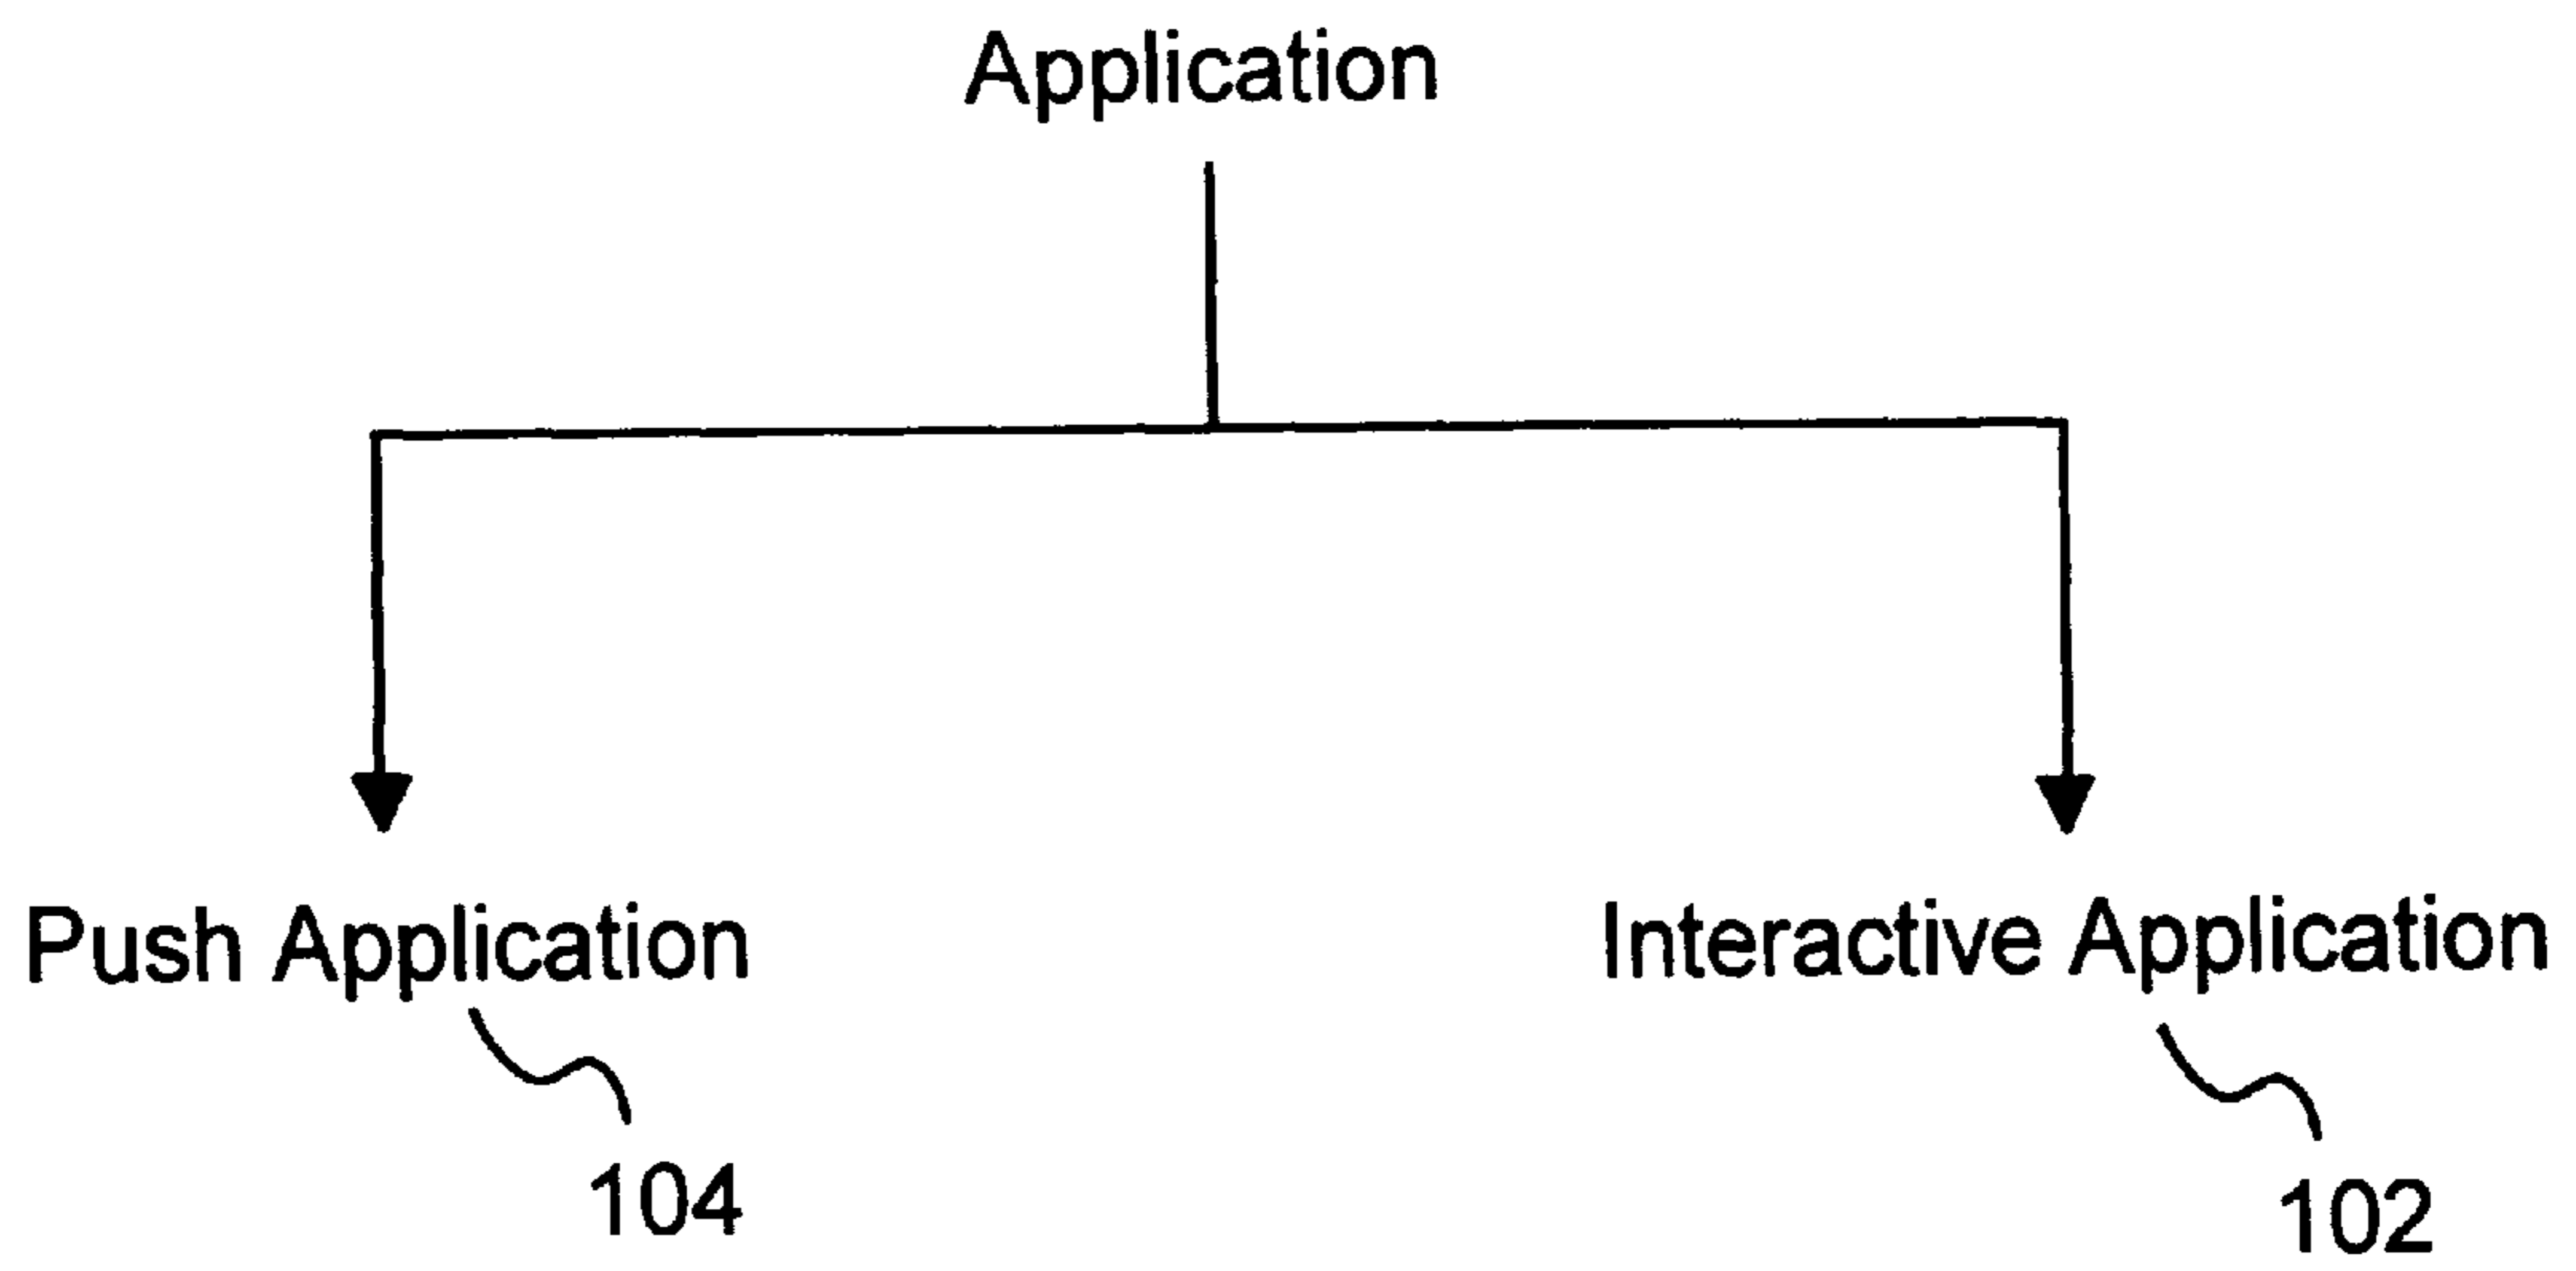 Application
Push Application
Interactive Application
104
102